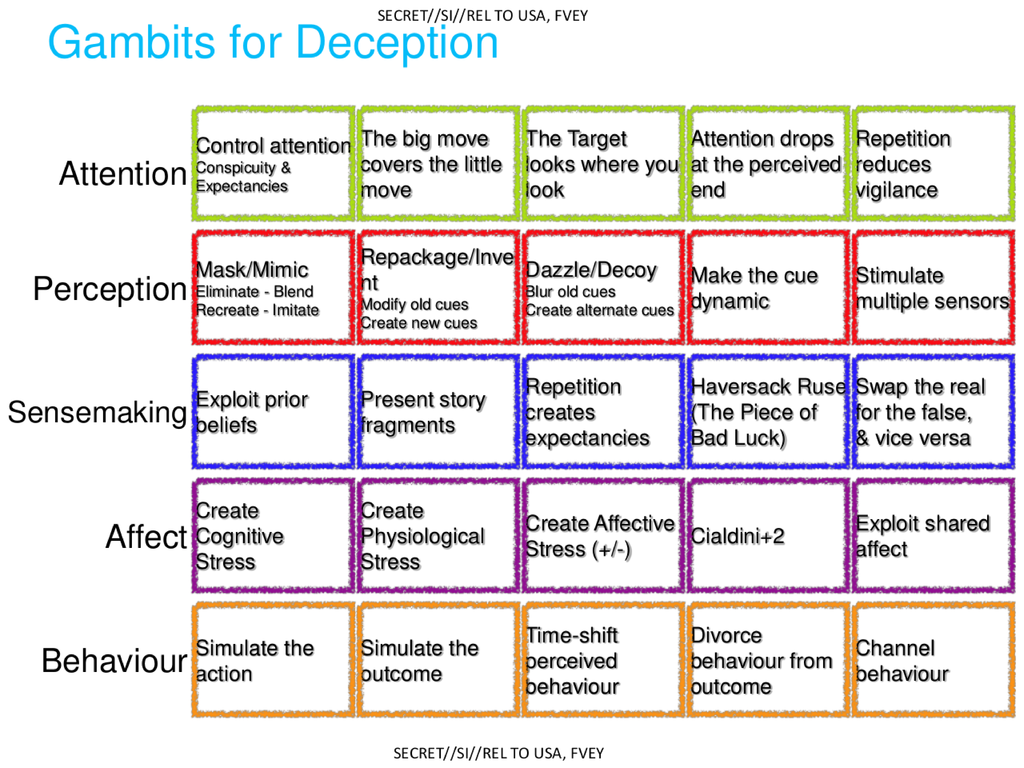 SECRET//SI//REL TO USA, FVEY
Gambits for Deception
Attention
Control attention
Conspicuity &
Expectancies
The big move
covers the little
move
The Target
looks where you
look
Attention drops
at the perceived
end
Repetition
reduces
vigilance
Perception
Mask/Mimic
Eliminate - Blend
Recreate - Imitate
Repackage/Inve
nt
Modify old cues
Create new cues
Dazzle/Decoy
Blur old cues
Create alternate cues
Make the cue
dynamic
Stimulate
multiple sensors
Sensemaking
Exploit prior
beliefs
Present story
fragments
Repetition
creates
expectancies
Haversack Ruse
(The Piece of
Bad Luck)
Swap the real
for the false,
& vice versa
Affect
Create
Cognitive
Stress
Create
Physiological
Stress
Create Affective
Stress (+/-)
Cialdini+2
Exploit shared
affect
Behaviour
Simulate the
action
Simulate the
outcome
Time-shift
perceived
behaviour
Divorce
behaviour from
outcome
Channel
behaviour
SECRET//SI//REL TO USA, FVEY